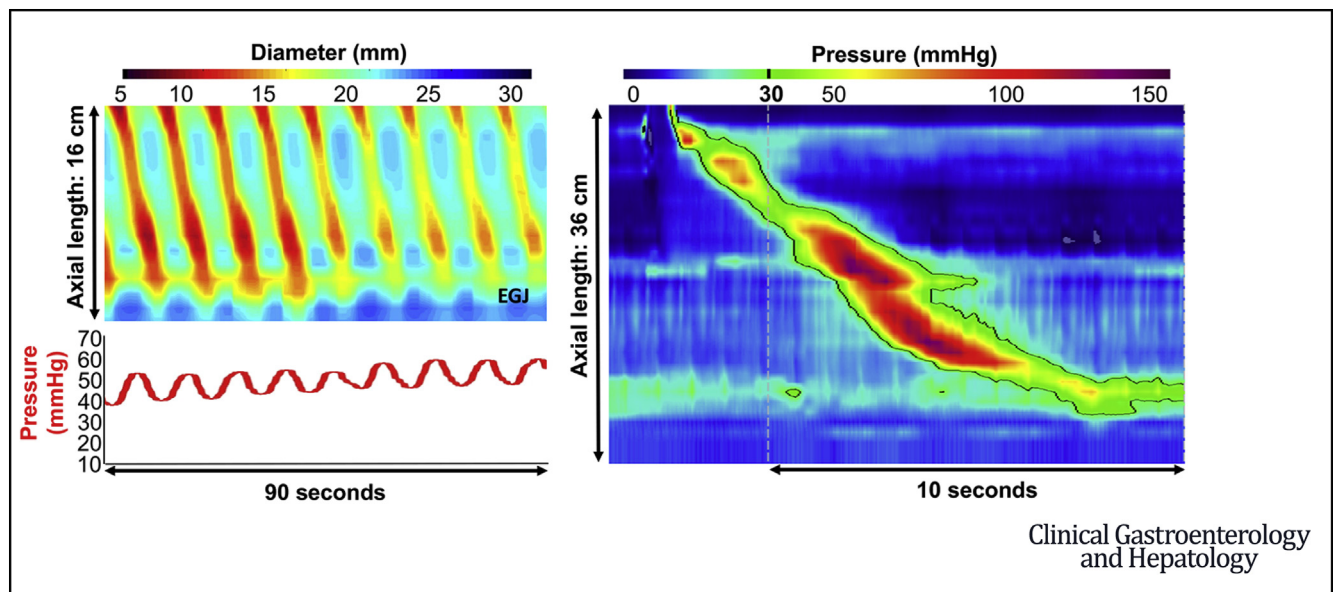 Diameter (mm)
5 10 15 20 25 30
Axial length: 16 cm
EGJ
Pressure
(mmHg)
70
60
50
40
30
20
10
90 seconds
Pressure (mmHg)
0 30 50 100 150
Axial length: 36 cm
10 seconds
Clinical Gastroenterology
and Hepatology